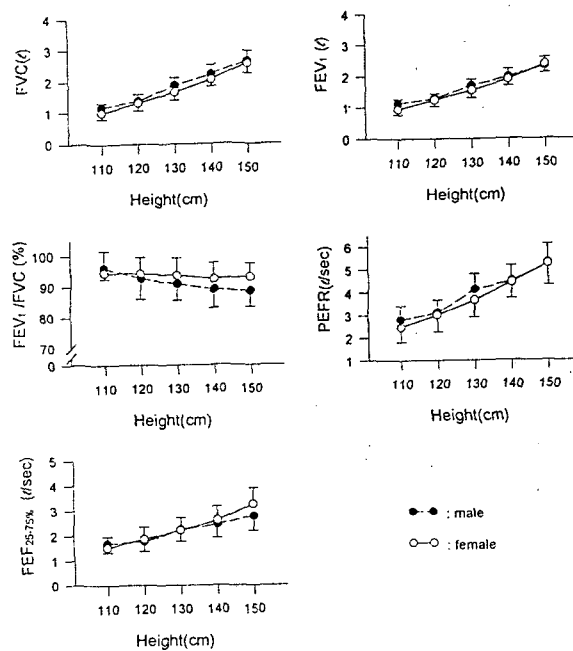 4
3
2
1
0
FVC(ℓ)
110 120 130 140 150
Height(cm)
4
3
2
1
0
FEV₁ (ℓ)
110 120 130 140 150
Height(cm)
100
90
80
70
0
FEV₁ /FVC (%)
110 120 130 140 150
Height(cm)
6
5
4
3
2
1
PEFR(ℓ/sec)
110 120 130 140 150
Height(cm)
5
4
3
2
1
0
FEF₂₅₋₇₅% (ℓ/sec)
110 120 130 140 150
Height(cm)
: male
: female